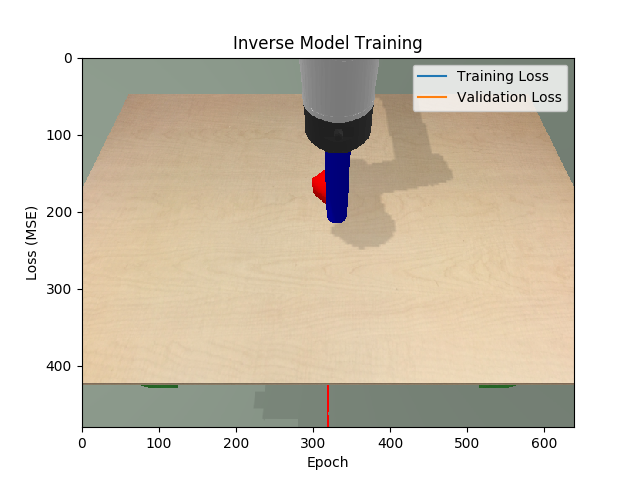 Inverse Model Training
Training Loss
Validation Loss
Loss (MSE)
0
100
200
300
400
0 100 200 300 400 500 600
Epoch